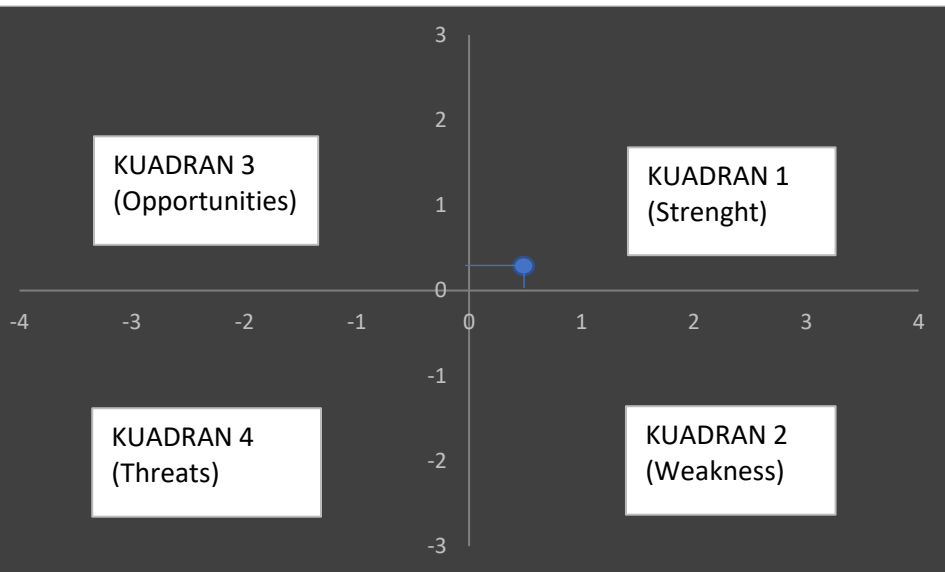 3
2
KUADRAN 3
(Opportunities)
KUADRAN 1
(Strenght)
1
0
-4 -3 -2 -1 0 1 2 3 4
-1
KUADRAN 4
(Threats)
KUADRAN 2
(Weakness)
-2
-3